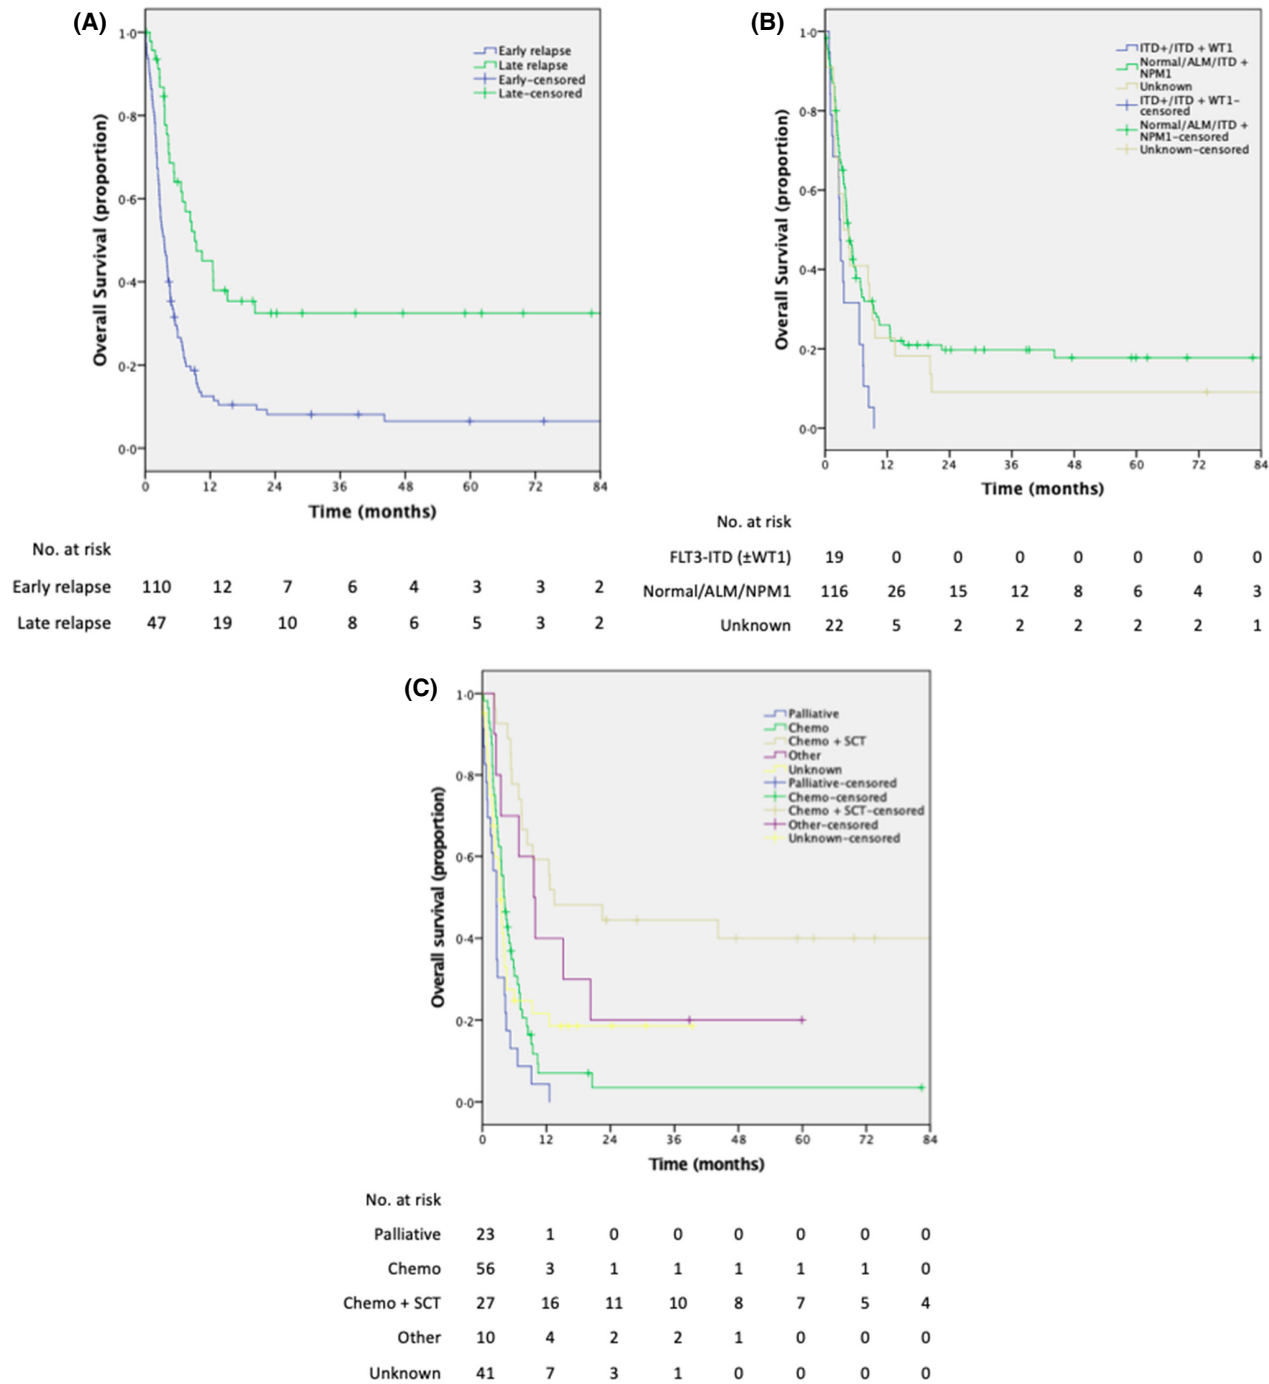 (A)
1·0
0·8
0·6
0·4
0·2
0·0
Overall Survival (proportion)
Early relapse
Late relapse
Early-censored
Late-censored
0 12 24 36 48 60 72 84
Time (months)
No. at risk
Early relapse 110 12 7 6 4 3 3 2
Late relapse 47 19 10 8 6 5 3 2
(B)
1·0
0·8
0·6
0·4
0·2
0·0
Overall Survival (proportion)
ITD+/ITD + WT1
Normal/ALM/ITD +
NPM1
Unknown
ITD+/ITD + WT1-
censored
Normal/ALM/ITD +
NPM1-censored
Unknown-censored
0 12 24 36 48 60 72 84
Time (months)
No. at risk
FLT3-ITD (±WT1) 19 0 0 0 0 0 0 0
Normal/ALM/NPM1 116 26 15 12 8 6 4 3
Unknown 22 5 2 2 2 2 2 1
(C)
1·0
0·8
0·6
0·4
0·2
0·0
Overall survival (proportion)
Palliative
Chemo
Chemo + SCT
Other
Unknown
Palliative-censored
Chemo-censored
Chemo + SCT-censored
Other-censored
Unknown-censored
0 12 24 36 48 60 72 84
Time (months)
No. at risk
Palliative 23 1 0 0 0 0 0 0
Chemo 56 3 1 1 1 1 1 0
Chemo + SCT 27 16 11 10 8 7 5 4
Other 10 4 2 2 1 0 0 0
Unknown 41 7 3 1 0 0 0 0